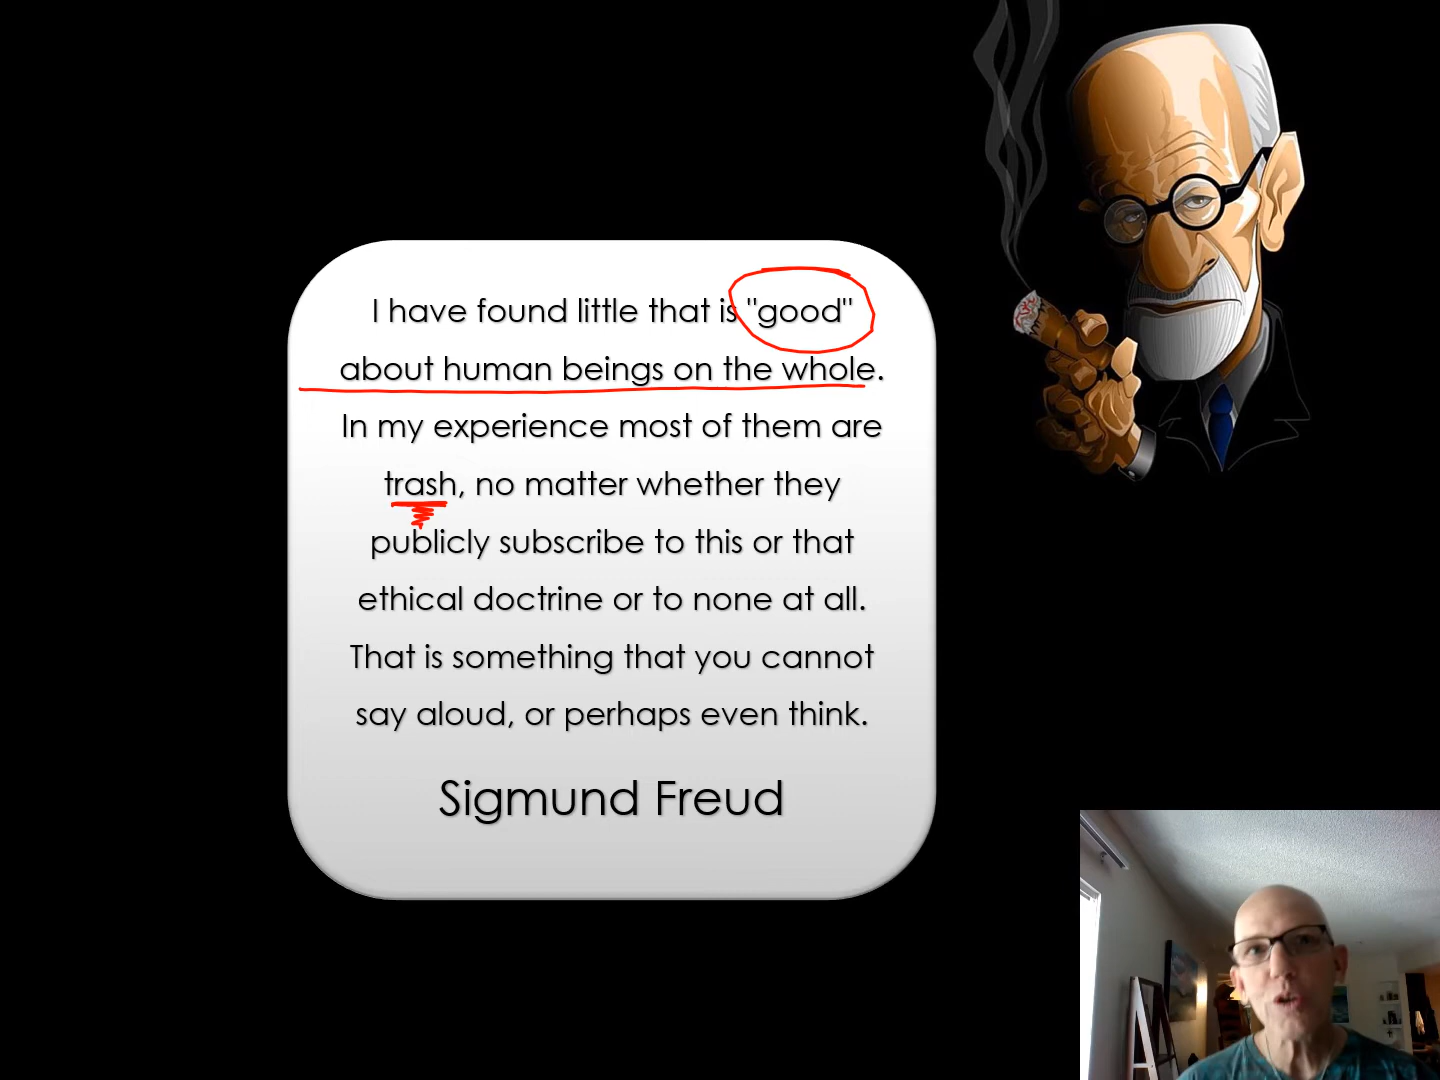 I have found little that is "good"
about human beings on the whole.
In my experience most of them are
trash, no matter whether they
publicly subscribe to this or that
ethical doctrine or to none at all.
That is something that you cannot
say aloud, or perhaps even think.
Sigmund Freud